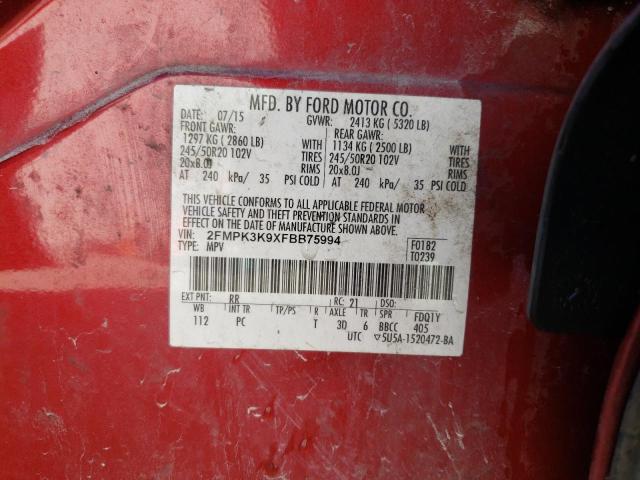 MFD. BY FORD MOTOR CO.
DATE: 07/15 GVWR: 2413 KG ( 5320 LB)
FRONT GAWR: REAR GAWR:
1297 KG ( 2860 LB) WITH 1134 KG ( 2500 LB) WITH
245/50R20 102V TIRES 245/50R20 102V TIRES
20x8.0J RIMS 20x8.0J RIMS
AT 240 kPa/ 35 PSI COLD AT 240 kPa/ 35 PSI COLD
THIS VEHICLE CONFORMS TO ALL APPLICABLE FEDERAL MOTOR
VEHICLE SAFETY AND THEFT PREVENTION STANDARDS IN
EFFECT ON THE DATE OF MANUFACTURE SHOWN ABOVE.
VIN: 2FMPK3K9XFBB75994 F0182
TYPE: MPV T0239
EXT PNT: RR RC: 21 DSO:
WB INT TR TP/PS R AXLE TR SPR FDQ1Y
112 PC T 3D 6 BBCC 405
UTC ▽5U5A-1520472-BA